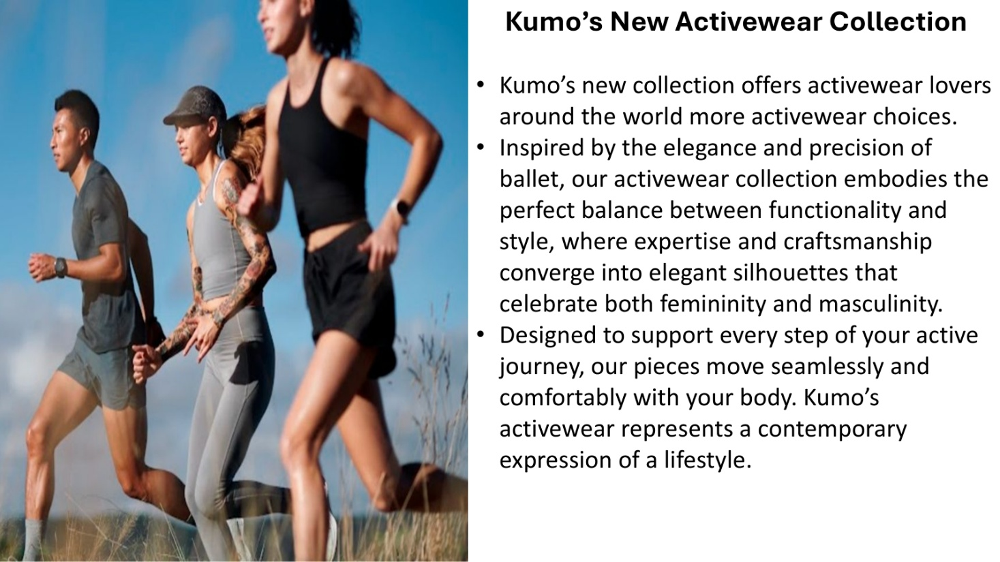 Kumo’s New Activewear Collection
• Kumo’s new collection offers activewear lovers
around the world more activewear choices.
• Inspired by the elegance and precision of
ballet, our activewear collection embodies the
perfect balance between functionality and
style, where expertise and craftsmanship
converge into elegant silhouettes that
celebrate both femininity and masculinity.
• Designed to support every step of your active
journey, our pieces move seamlessly and
comfortably with your body. Kumo’s
activewear represents a contemporary
expression of a lifestyle.